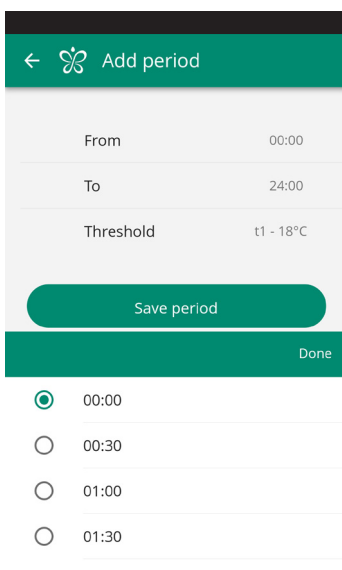 Add period
From 00:00
To 24:00
Threshold t1 - 18°C
Save period
Done
00:00
00:30
01:00
01:30